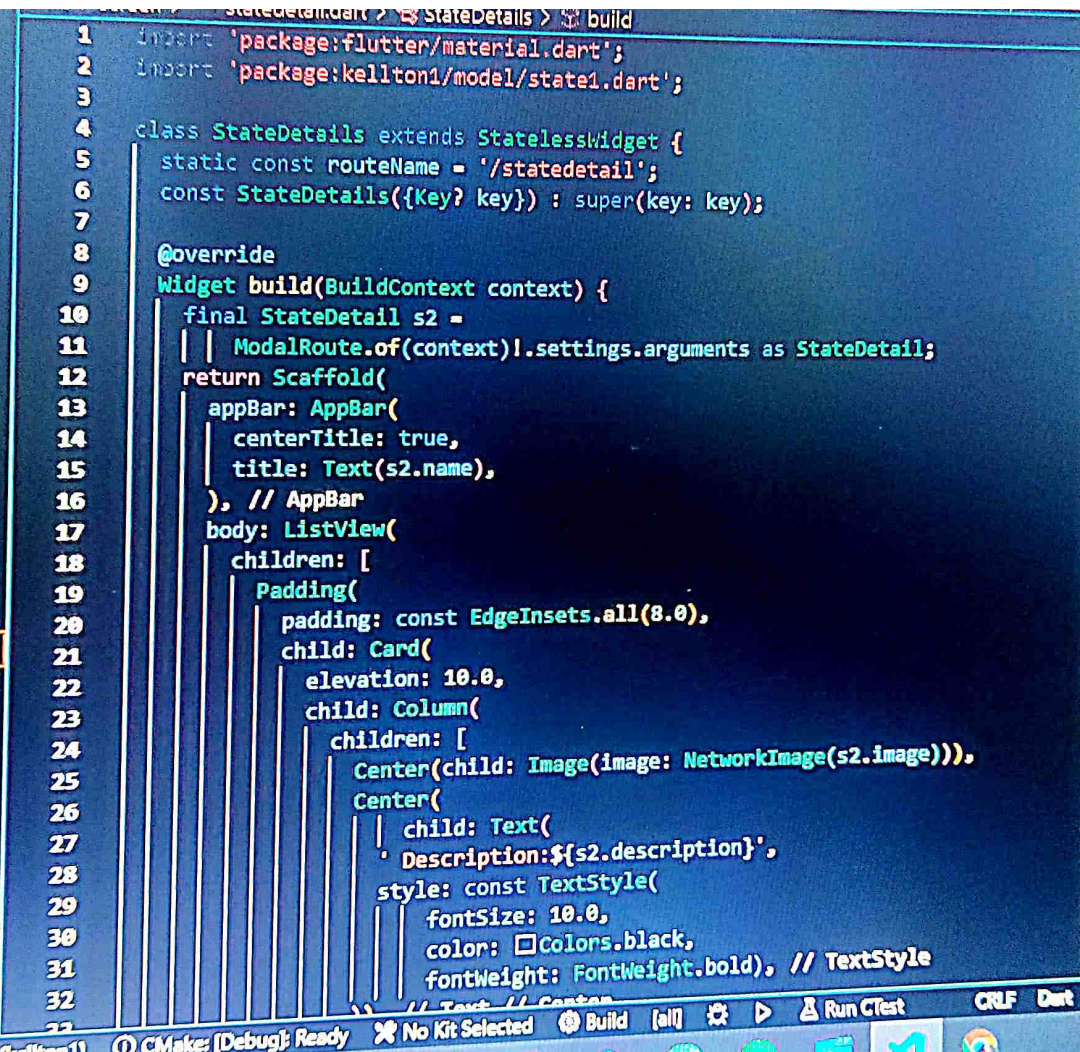 statedetail.dart > StateDetails > build
1 import 'package:flutter/material.dart';
2 import 'package:kellton1/model/state1.dart';
3
4 class StateDetails extends StatelessWidget {
5 static const routeName = '/statedetail';
6 const StateDetails({Key? key}) : super(key: key);
7
8 @override
9 Widget build(BuildContext context) {
10 final StateDetail s2 =
11 ModalRoute.of(context)!.settings.arguments as StateDetail;
12 return Scaffold(
13 appBar: AppBar(
14 centerTitle: true,
15 title: Text(s2.name),
16 ), // AppBar
17 body: ListView(
18 children: [
19 Padding(
20 padding: const EdgeInsets.all(8.0),
21 child: Card(
22 elevation: 10.0,
23 child: Column(
24 children: [
25 Center(child: Image(image: NetworkImage(s2.image))),
26 Center(
27 child: Text(
28 ' Description:${s2.description}',
29 style: const TextStyle(
30 fontSize: 10.0,
31 color: Colors.black,
32 fontWeight: FontWeight.bold), // TextStyle
)), // Text // Center
CMake: [Debug]: Ready No Kit Selected Build [all] Run CTest CRLF Dart